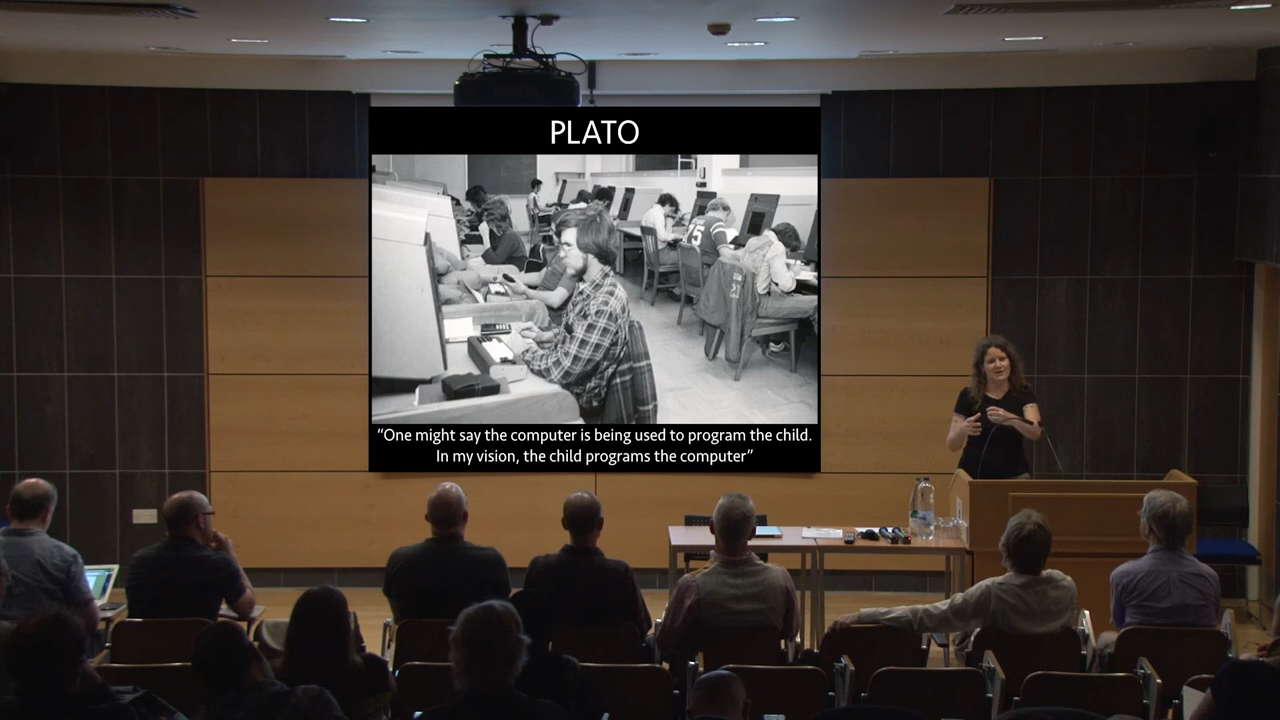 PLATO
75
“One might say the computer is being used to program the child.
In my vision, the child programs the computer”